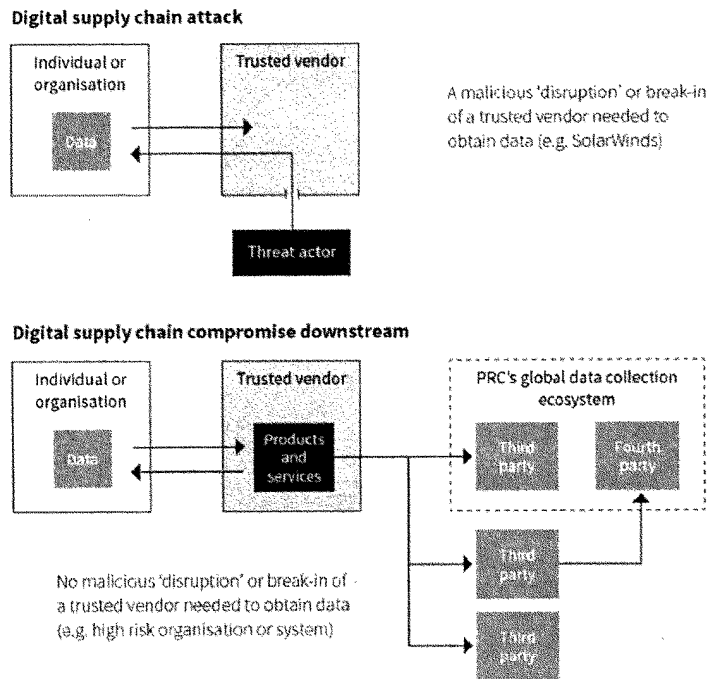 Digital supply chain attack
Individual or
organisation
Data
Trusted vendor
Threat actor
A malicious 'disruption' or break-in
of a trusted vendor needed to
obtain data (e.g. SolarWinds)
Digital supply chain compromise downstream
Individual or
organisation
Data
Trusted vendor
Products
and
services
PRC's global data collection
ecosystem
Third
party
Fourth
party
Third
party
Third
party
No malicious 'disruption' or break-in of
a trusted vendor needed to obtain data
(e.g. high risk organisation or system)